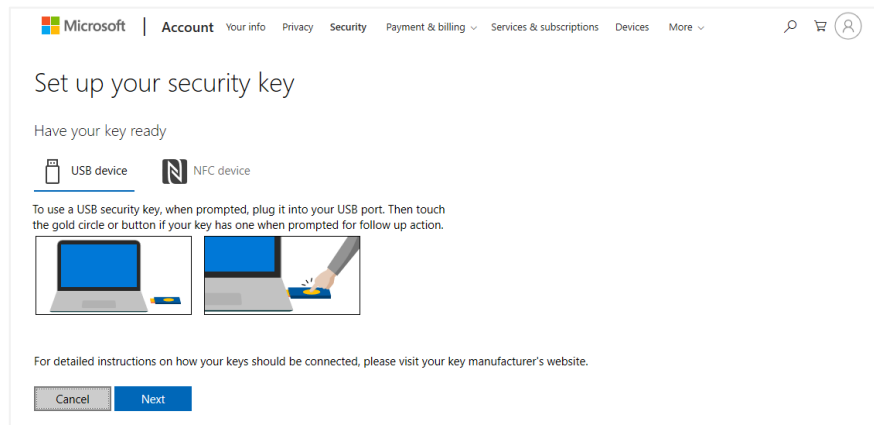 Microsoft | Account Your info Privacy Security Payment & billing Services & subscriptions Devices More
Set up your security key
Have your key ready
USB device NFC device
To use a USB security key, when prompted, plug it into your USB port. Then touch
the gold circle or button if your key has one when prompted for follow up action.
For detailed instructions on how your keys should be connected, please visit your key manufacturer's website.
Cancel Next